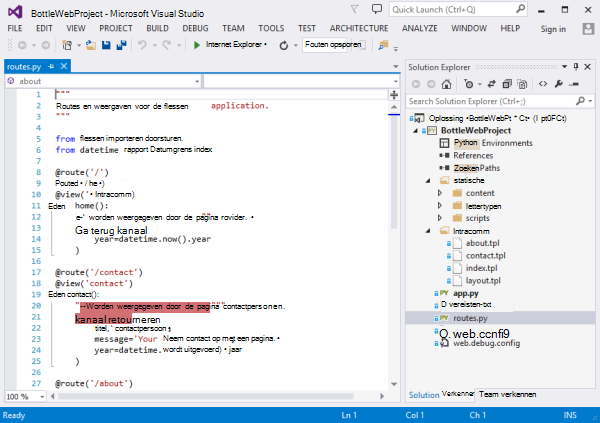 BottleWebProject - Microsoft Visual Studio
Quick Launch (Ctrl+Q)
FILE EDIT VIEW PROJECT BUILD DEBUG TEAM TOOLS TEST ARCHITECTURE ANALYZE WINDOW HELP Sign in
Internet Explorer • Fouten opsporen
routes.py
about
1 """
2 Routes en weergaven voor de flessen application.
3 """
4
5 from flessen importeren doorsturen.
6 from datetime rapport Datumgrens index
7
8 @route('/')
9 Pouted • / he •)
10 @view('• Intracomm)
11 Eden home():
12 e-' worden weergegeven door de pagina rovider. •
13 Ga terug kanaal
14 year=datetime.now().year
15 )
16
17 @route('/contact')
18 @view('contact')
19 Eden contact():
20 "--Worden weergegeven door de pagina contactpersonen.
21 kanaal retourneren
22 titel, ' contactpersoon,
23 message='Your Neem contact op met een pagina. •
24 year=datetime. wordt uitgevoerd) • jaar
25 )
26
27 @route('/about')
100 %
Solution Explorer
Search Solution Explorer (Ctrl+;)
Oplossing •BottleWebPt • Ct• (I pt0FCt)
BottleWebProject
Python Environments
References
Zoeken Paths
statische
content
lettertypen
scripts
Intracomm
about.tpl
contact.tpl
index.tpl
layout.tpl
app.py
D vereisten-txt
routes.py
Q. web.ccnfi9
web.debug.config
Solution Verkenner Team verkennen
Ready Ln 1 Col 1 Ch 1 INS